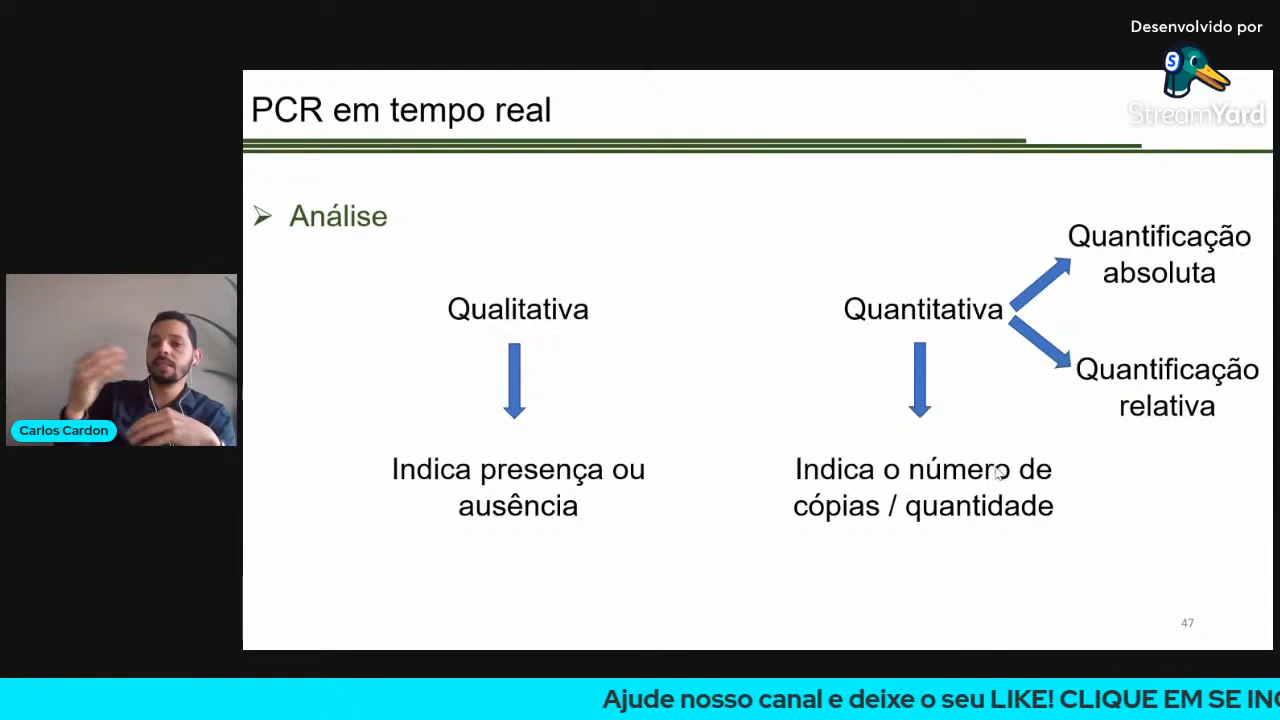 Desenvolvido por
S
StreamYard
PCR em tempo real
Análise
Quantificação
absoluta
Qualitativa
Quantitativa
Quantificação
relativa
Indica presença ou
ausência
Indica o número de
cópias / quantidade
Carlos Cardon
47
Ajude nosso canal e deixe o seu LIKE! CLIQUE EM SE